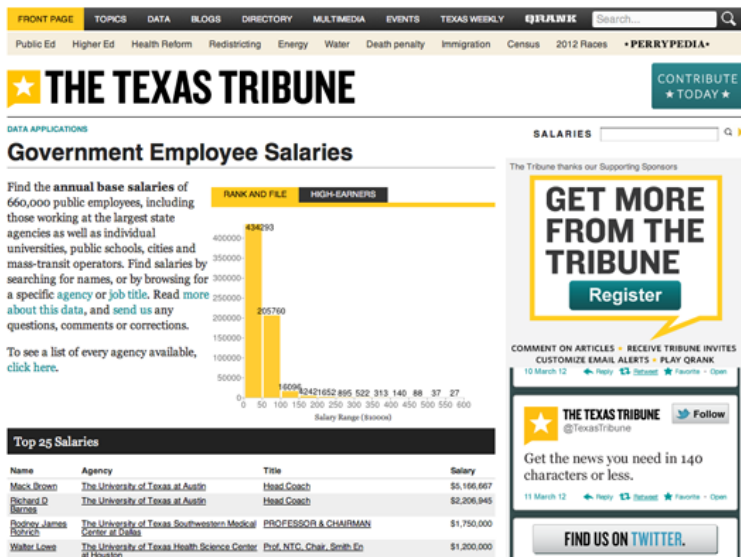 FRONT PAGE TOPICS DATA BLOGS DIRECTORY MULTIMEDIA EVENTS TEXAS WEEKLY QRANK Search...
Public Ed Higher Ed Health Reform Redistricting Energy Water Death penalty Immigration Census 2012 Races •PERRYPEDIA•
THE TEXAS TRIBUNE
CONTRIBUTE
★TODAY★
DATA APPLICATIONS
SALARIES
Government Employee Salaries
Find the annual base salaries of
660,000 public employees, including
those working at the largest state
agencies as well as individual
universities, public schools, cities and
mass-transit operators. Find salaries by
searching for names, or by browsing for
a specific agency or job title. Read more
about this data, and send us any
questions, comments or corrections.
To see a list of every agency available,
click here.
RANK AND FILE HIGH-EARNERS
434293
400000
350000
300000
250000
205760
200000
150000
100000
50000
16096 4242 1652 895 522 313 140 88 37 27
0
0 50 100 150 200 250 300 350 400 450 500 550 600
Salary Range ($1000s)
The Tribune thanks our Supporting Sponsors
GET MORE
FROM THE
TRIBUNE
Register
COMMENT ON ARTICLES • RECEIVE TRIBUNE INVITES
CUSTOMIZE EMAIL ALERTS • PLAY QRANK
10 March 12 Reply Retweet Favorite · Open
THE TEXAS TRIBUNE
@TexasTribune
Follow
Get the news you need in 140
characters or less.
11 March 12 Reply Retweet Favorite · Open
FIND US ON TWITTER.
Top 25 Salaries
Name Agency Title Salary
Mack Brown The University of Texas at Austin Head Coach $5,166,667
Richard D Barnes The University of Texas at Austin Head Coach $2,206,945
Rodney James Rohrich The University of Texas Southwestern Medical Center at Dallas PROFESSOR & CHAIRMAN $1,750,000
Walter Lowe The University of Texas Health Science Center at Houston Prof, NTC, Chair, Smith En $1,200,000